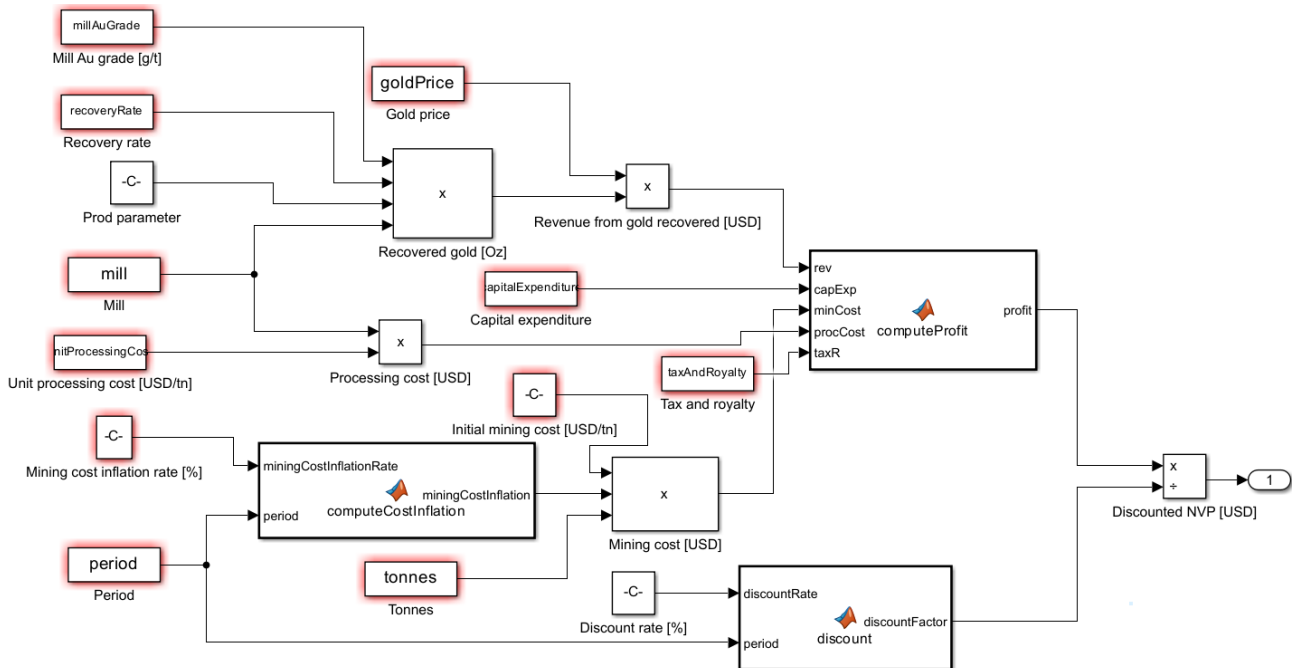 millAuGrade
Mill Au grade [g/t]
goldPrice
Gold price
recoveryRate
Recovery rate
-C-
Prod parameter
x
Recovered gold [Oz]
x
Revenue from gold recovered [USD]
mill
Mill
capitalExpenditure
Capital expenditure
rev
capExp
minCost
procCost
taxR
computeProfit
profit
nitProcessingCos
Unit processing cost [USD/tn]
x
Processing cost [USD]
taxAndRoyalty
Tax and royalty
-C-
Initial mining cost [USD/tn]
-C-
Mining cost inflation rate [%]
miningCostInflationRate
period
computeCostInflation
miningCostInflation
x
Mining cost [USD]
x
÷
Discounted NVP [USD]
1
period
Period
tonnes
Tonnes
-C-
Discount rate [%]
discountRate
period
discount
discountFactor